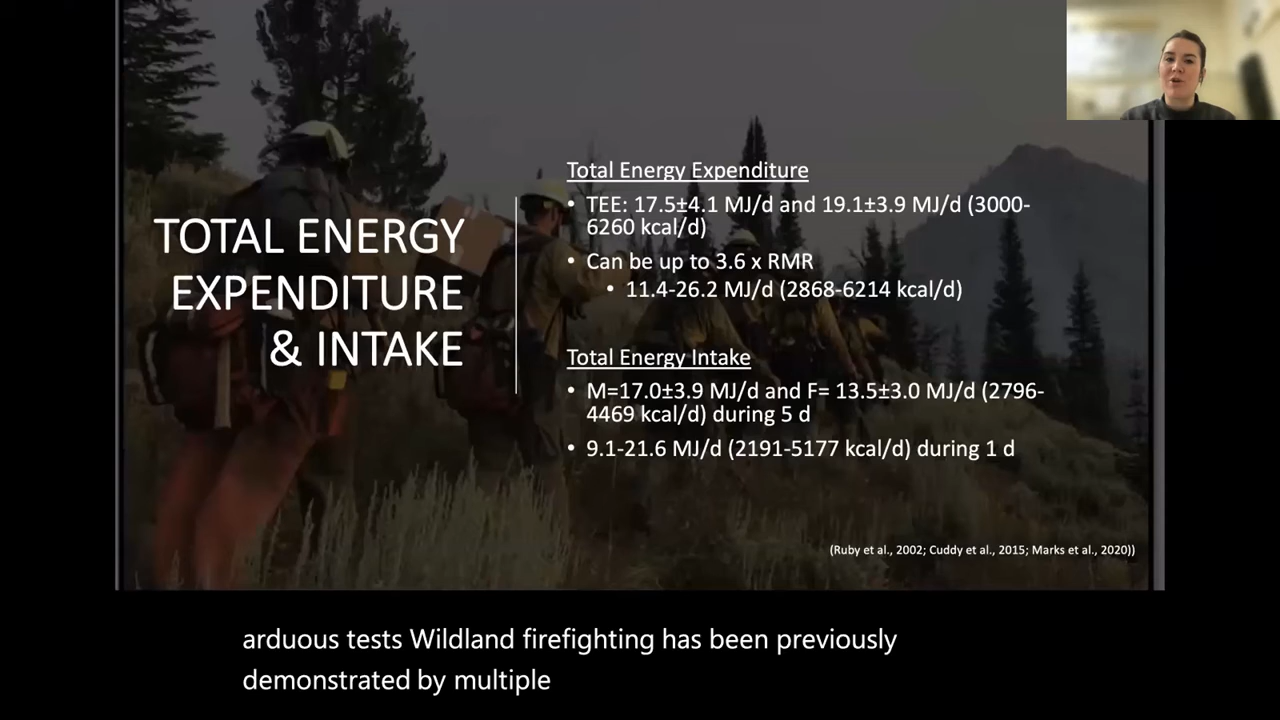 TOTAL ENERGY
EXPENDITURE
& INTAKE
Total Energy Expenditure
• TEE: 17.5±4.1 MJ/d and 19.1±3.9 MJ/d (3000-
6260 kcal/d)
• Can be up to 3.6 x RMR
• 11.4-26.2 MJ/d (2868-6214 kcal/d)
Total Energy Intake
• M=17.0±3.9 MJ/d and F= 13.5±3.0 MJ/d (2796-
4469 kcal/d) during 5 d
• 9.1-21.6 MJ/d (2191-5177 kcal/d) during 1 d
(Ruby et al., 2002; Cuddy et al., 2015; Marks et al., 2020))
arduous tests Wildland firefighting has been previously
demonstrated by multiple